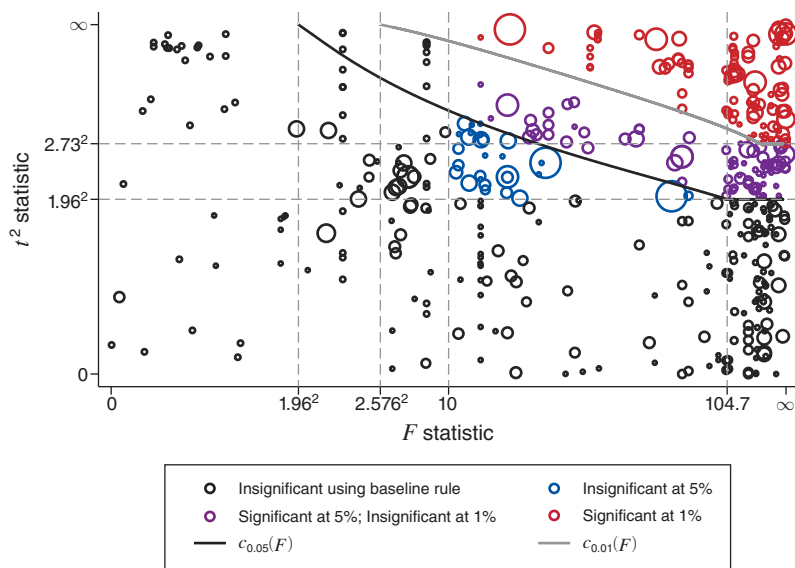 ∞
2.73²
1.96²
0
t² statistic
0 1.96² 2.576² 10 104.7 ∞
F statistic
Insignificant using baseline rule
Insignificant at 5%
Significant at 5%; Insignificant at 1%
Significant at 1%
c₀.₀₅(F)
c₀.₀₁(F)